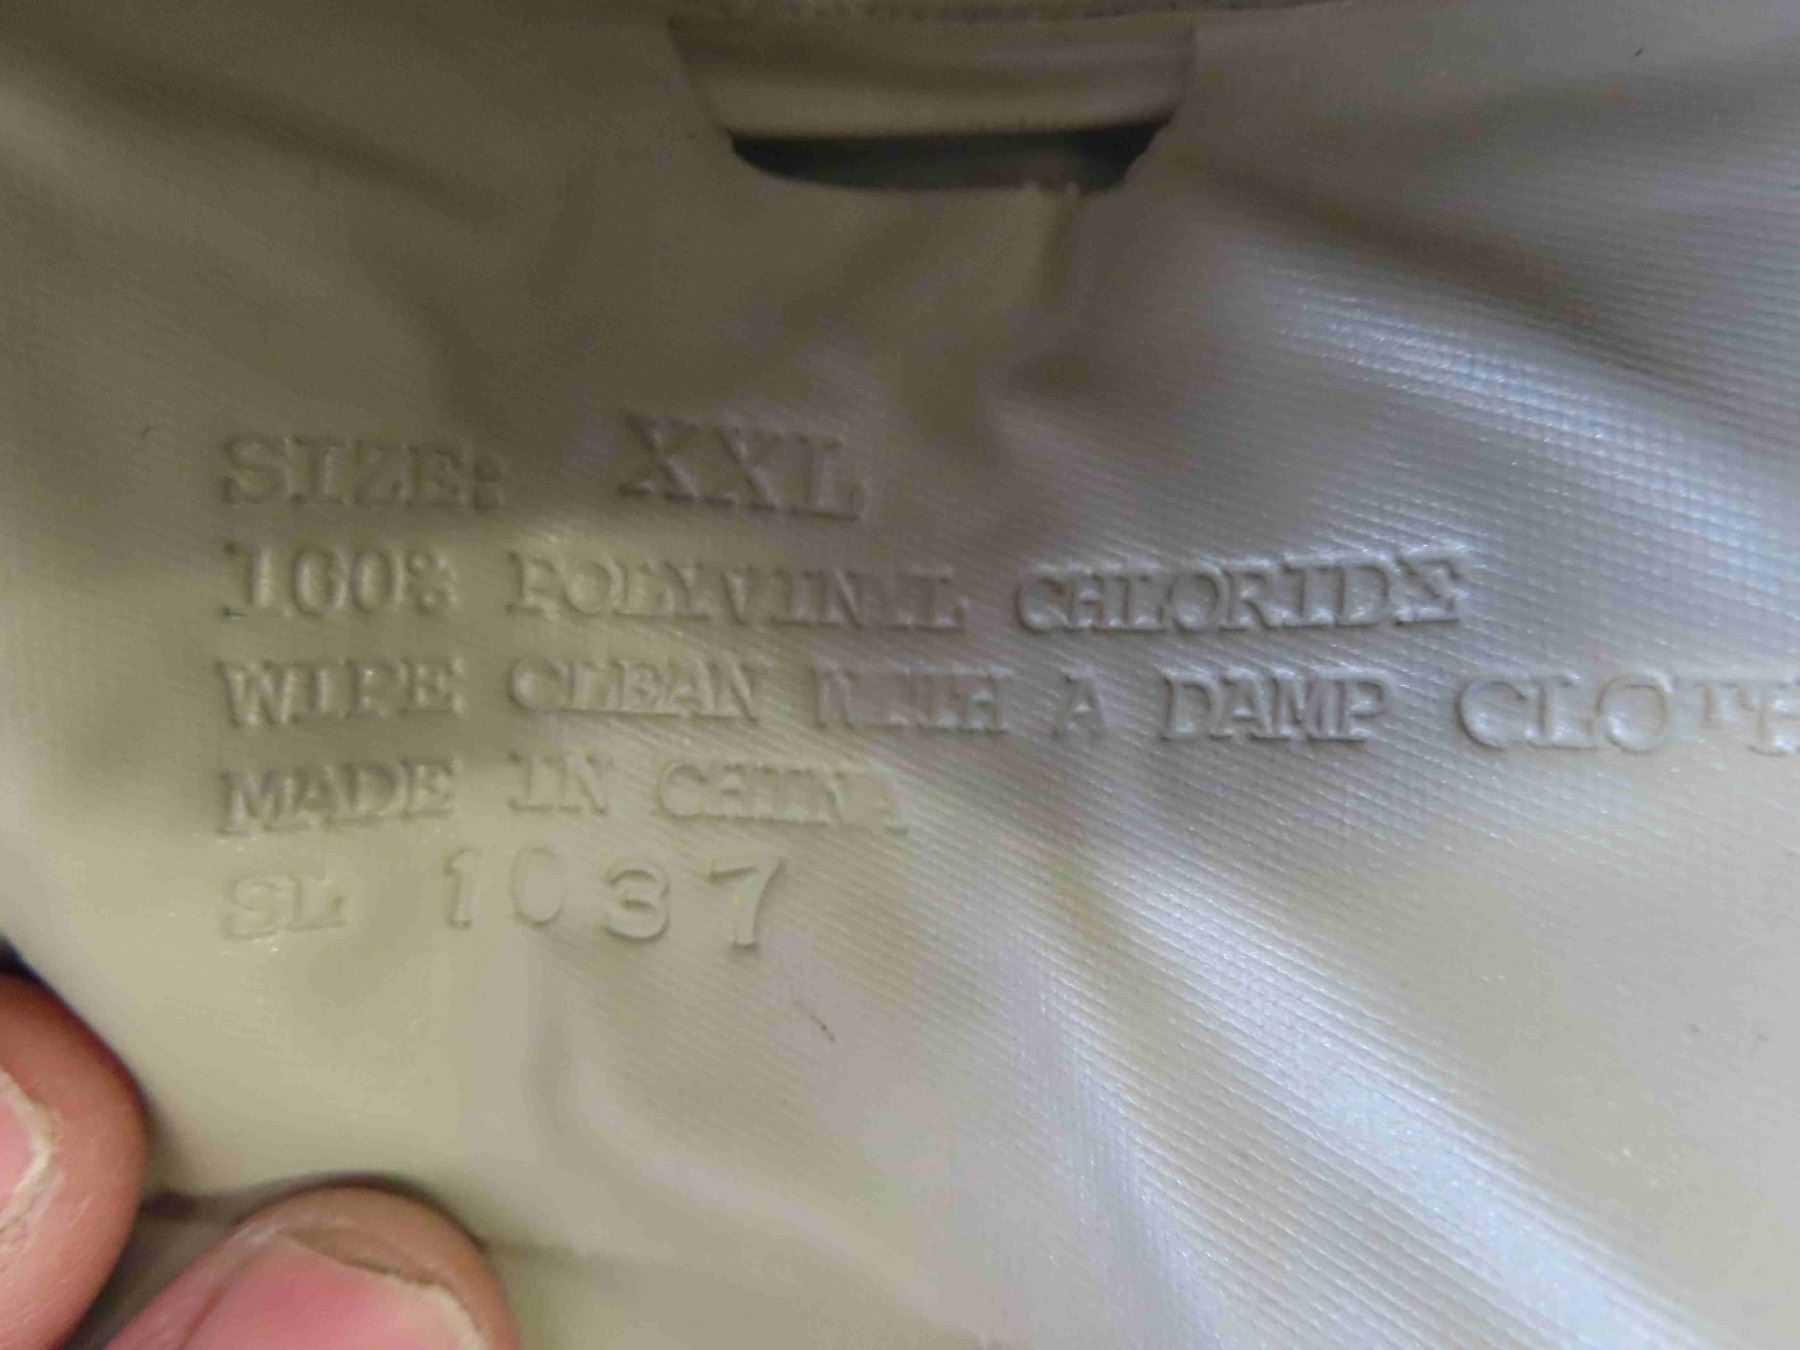 SIZE: XXL
100% POLYVINYL CHLORIDE
WIPE CLEAN WITH A DAMP CLOTH
MADE IN CHINA
SL 1037